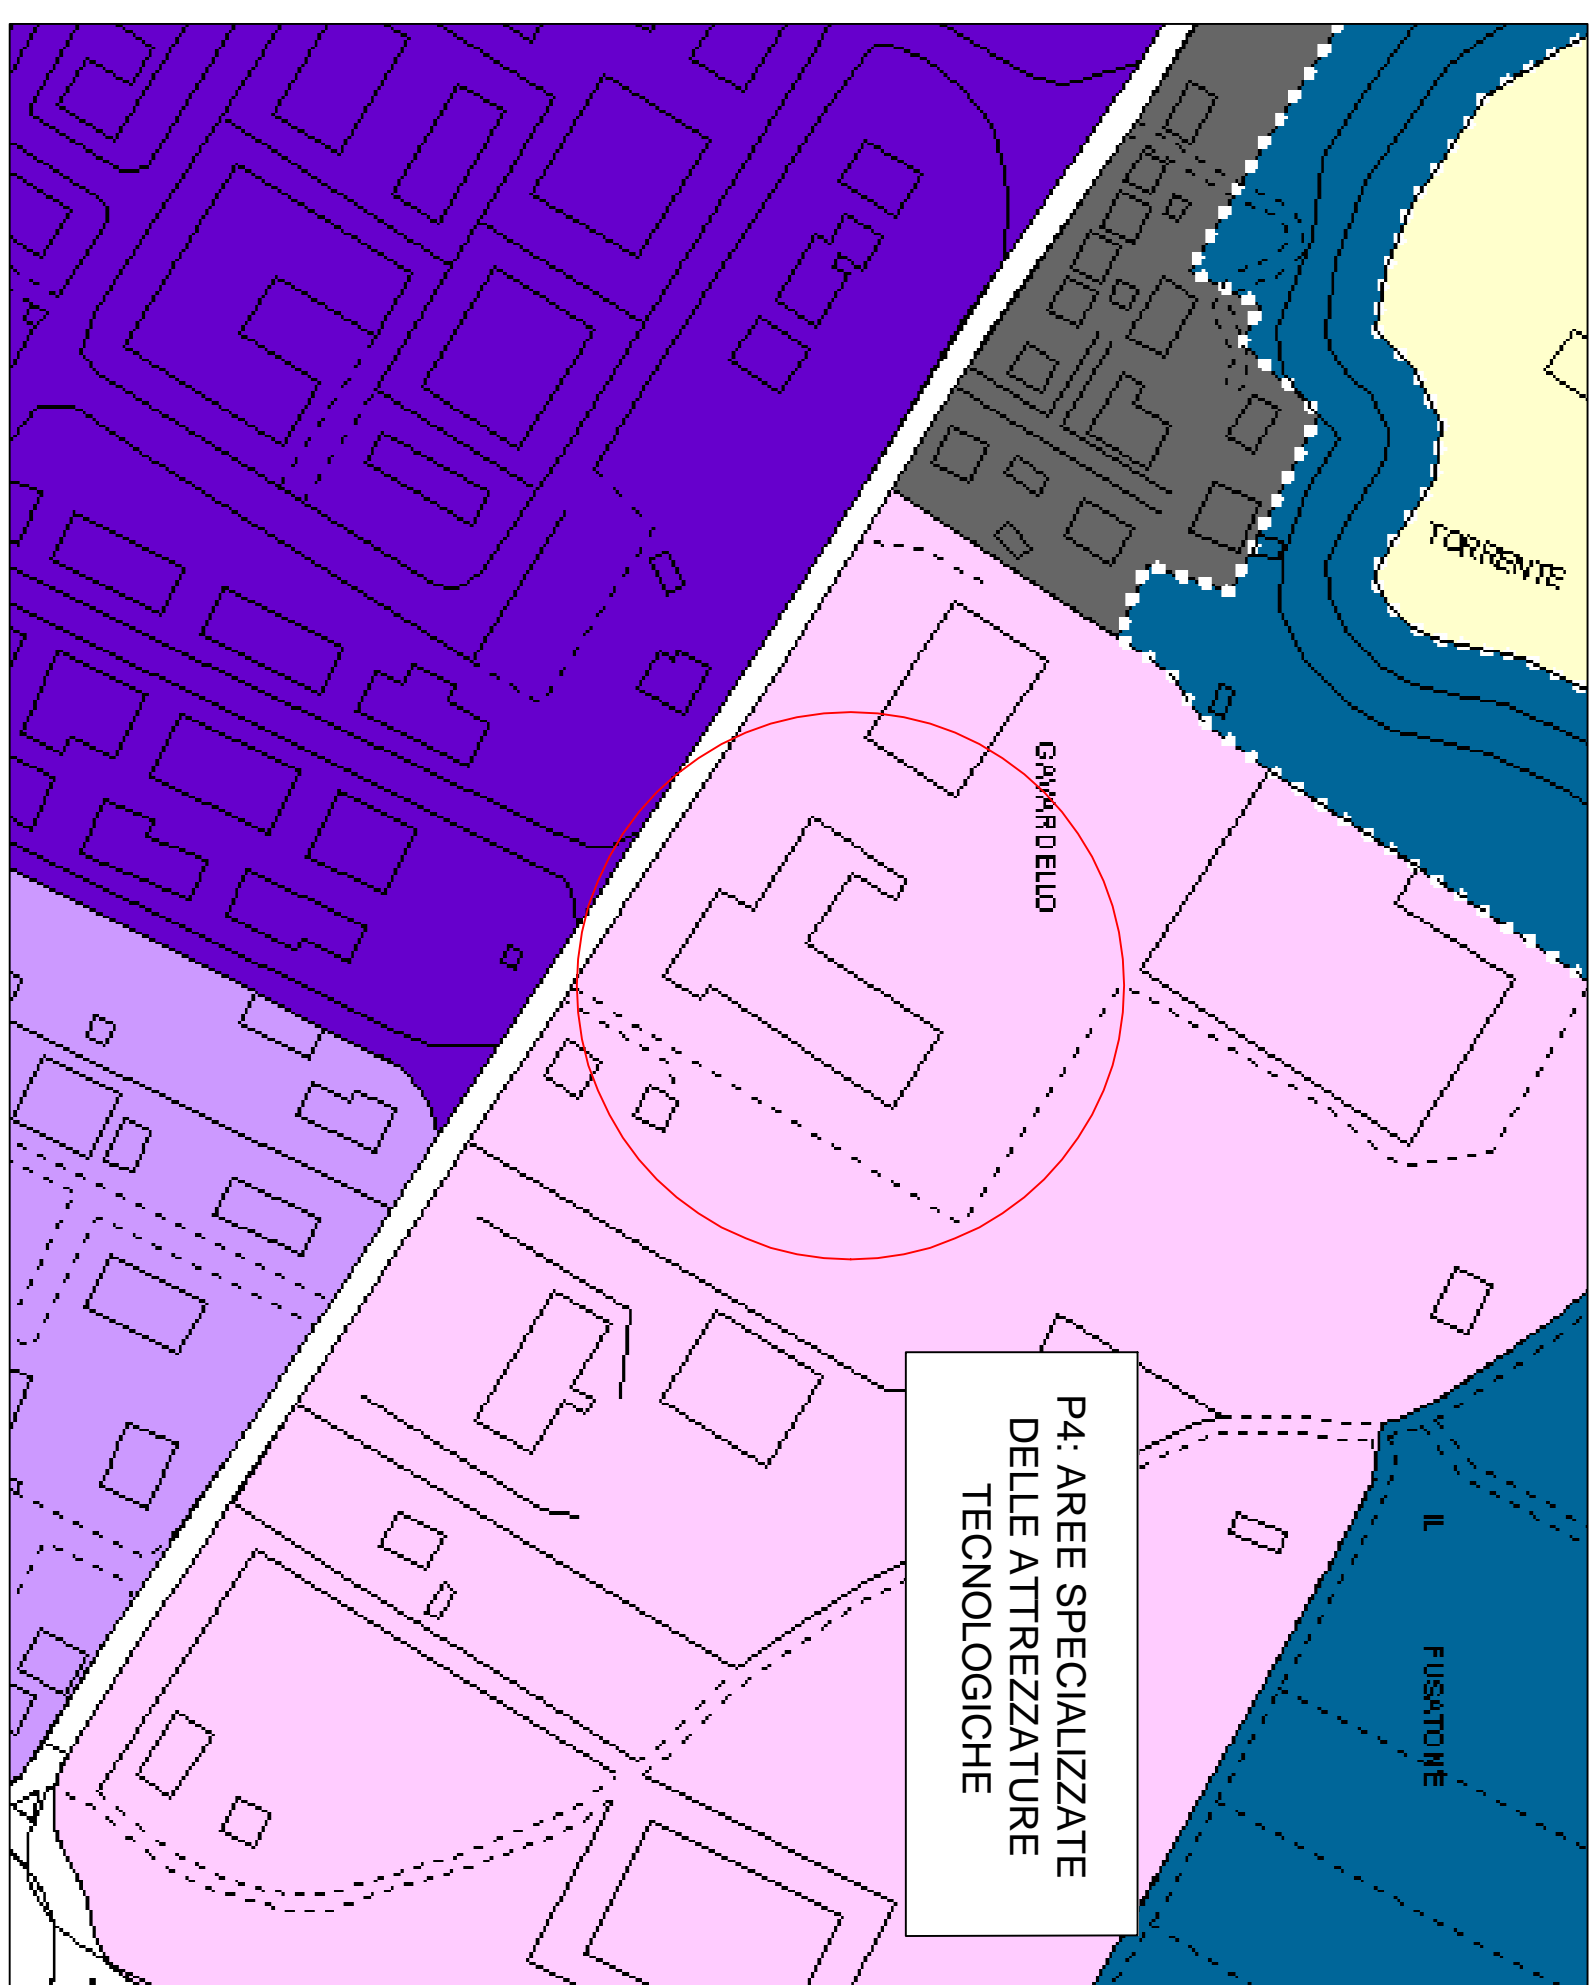 TORRENTE
GAVARDELLO
P4: AREE SPECIALIZZATE
DELLE ATTREZZATURE
TECNOLOGICHE
IL
FUSATONE